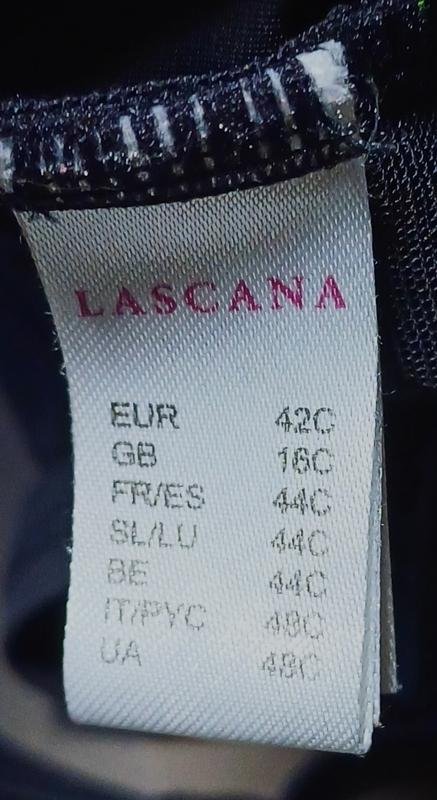 LASCANA
EUR 42C
GB 16C
FR/ES 44C
SL/LU 44C
BE 44C
IT/PYC 48C
UA 48C